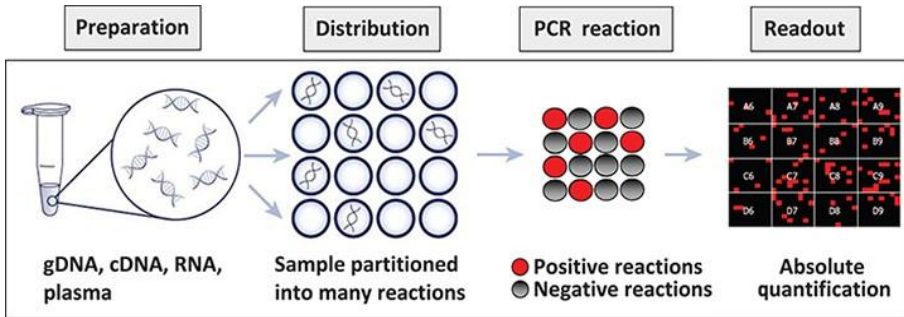 Preparation
Distribution
PCR reaction
Readout
A6 A7 A8 A9
B6 B7 B8 B9
C6 C7 C8 C9
D6 D7 D8 D9
gDNA, cDNA, RNA,
plasma
Sample partitioned
into many reactions
Positive reactions
Negative reactions
Absolute
quantification